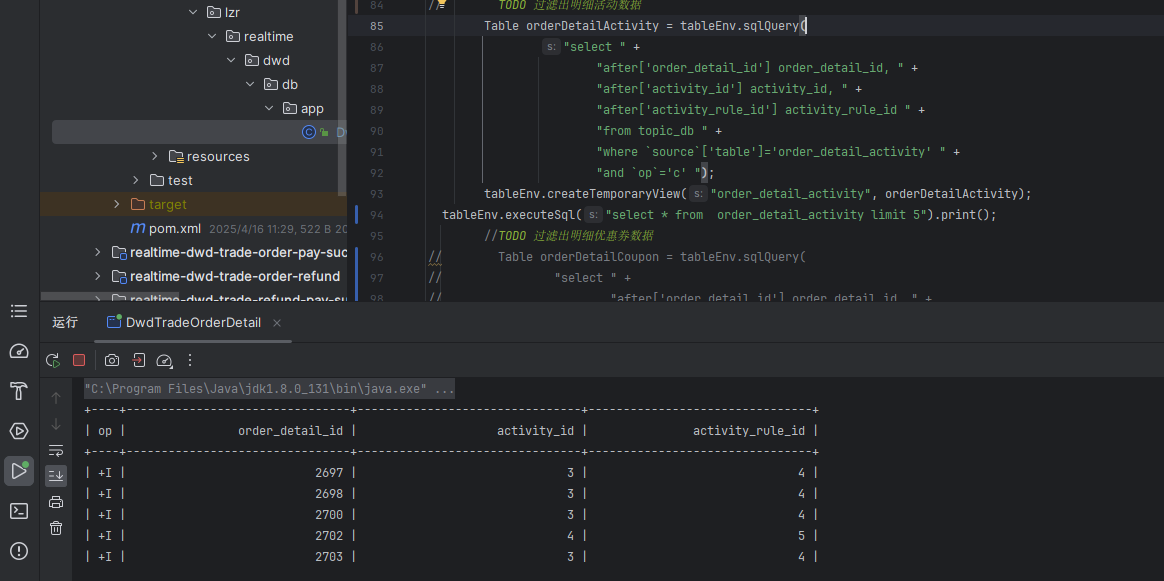 lzr
realtime
dwd
db
app
D
resources
test
target
pom.xml 2025/4/16 11:29, 522 B 20
realtime-dwd-trade-order-pay-suc
realtime-dwd-trade-order-refund
realtime-dwd-trade-refund-pay-su
84 // TODO 过滤出明细活动数据
85 Table orderDetailActivity = tableEnv.sqlQuery(
86 s: "select " +
87 "after['order_detail_id'] order_detail_id, " +
88 "after['activity_id'] activity_id, " +
89 "after['activity_rule_id'] activity_rule_id " +
90 "from topic_db " +
91 "where `source`['table']='order_detail_activity' " +
92 "and `op`='c' ");
93 tableEnv.createTemporaryView( s: "order_detail_activity", orderDetailActivity);
94 tableEnv.executeSql( s: "select * from  order_detail_activity limit 5").print();
95 //TODO 过滤出明细优惠券数据
96 // Table orderDetailCoupon = tableEnv.sqlQuery(
97 // "select " +
98 // "after['order_detail_id'] order_detail_id, " +
运行 DwdTradeOrderDetail
"C:\Program Files\Java\jdk1.8.0_131\bin\java.exe" ...
+----+--------------------------------+--------------------------------+--------------------------------+
| op | order_detail_id | activity_id | activity_rule_id |
+----+--------------------------------+--------------------------------+--------------------------------+
| +I | 2697 | 3 | 4 |
| +I | 2698 | 3 | 4 |
| +I | 2700 | 3 | 4 |
| +I | 2702 | 4 | 5 |
| +I | 2703 | 3 | 4 |